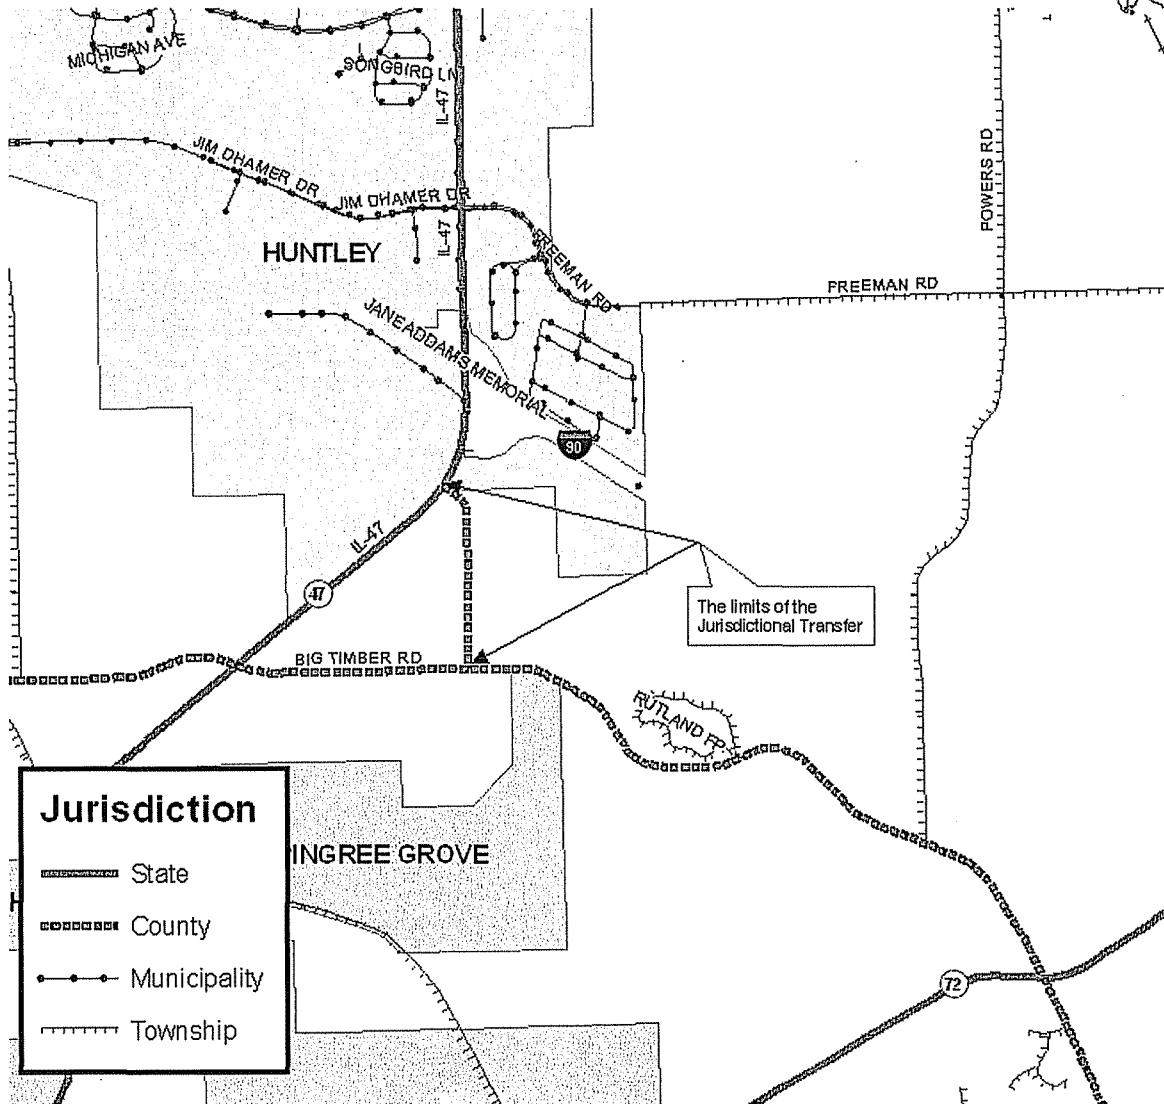 MICHIGAN AVE
SONGBIRD LN
IL-47
JIM DHAMER DR
JIM DHAMER DR
POWERS RD
IL-47
HUNTLEY
FREEMAN RD
FREEMAN RD
JANE ADDAMS MEMORIAL
90
IL-47
47
The limits of the
Jurisdictional Transfer
BIG TIMBER RD
RUTLAND FP
Jurisdiction
State
County
Municipality
Township
PINGREE GROVE
H
72